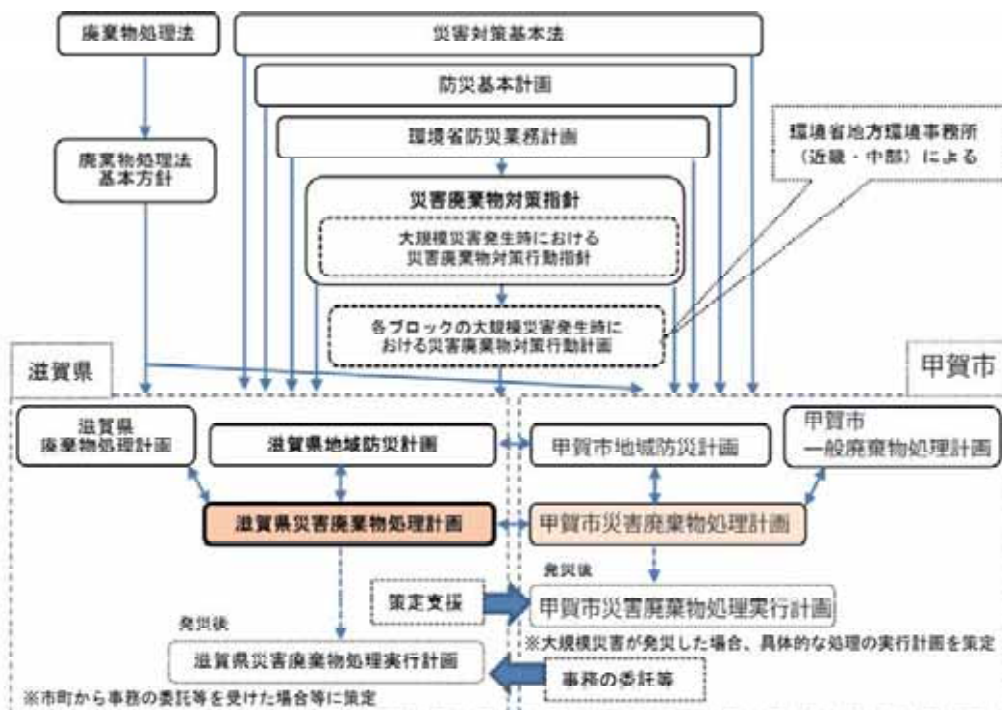 廃棄物処理法
災害対策基本法
防災基本計画
環境省防災業務計画
環境省地方環境事務所
(近畿・中部)による
廃棄物処理法
基本方針
災害廃棄物対策指針
大規模災害発生時における
災害廃棄物対策行動指針
各ブロックの大規模災害発生時に
おける災害廃棄物対策行動計画
滋賀県
甲賀市
滋賀県
廃棄物処理計画
滋賀県地域防災計画
甲賀市地域防災計画
甲賀市
一般廃棄物処理計画
滋賀県災害廃棄物処理計画
甲賀市災害廃棄物処理計画
発災後
策定支援
甲賀市災害廃棄物処理実行計画
※大規模災害が発災した場合、具体的な処理の実行計画を策定
発災後
滋賀県災害廃棄物処理実行計画
事務の委託等
※市町から事務の委託等を受けた場合等に策定